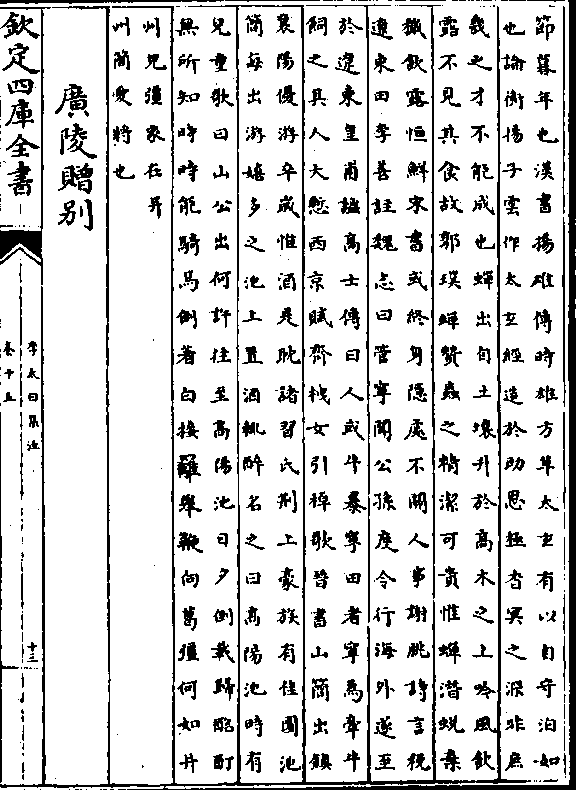 節暮年也漢書揚雄傳時雄方草太玄有以自守泊如
也論衡揚子雲作太玄經造於助思極杳冥之深非庶
幾之才不能成也蟬出自土壤升於高木之上吟風飲
露不見其食故郭璞蟬贊蟲之精潔可貴惟蟬潛蛻棄
穢飲露恒鮮宋書或終身隱處不關人事謝朓詩言稅
遼東田李善註魏志曰管寧聞公孫度令行海外遂至
於遼東皇甫謐高士傳曰人或牛暴寧田者寧為牽牛
飼之其人大慙西京賦齊栧女引棹歌晉書山簡出鎮
襄陽優游卒歲惟酒是耽諸習氏荆土豪族有佳園池
簡每出游嬉多之池上置酒輒醉名之曰高陽池時有
兒童歌曰山公出何許往至高陽池日夕倒載歸酩酊
無所知時時能騎馬倒著白接䍦舉鞭向葛彊何如并
州兒彊家在并
州簡愛將也
廣陵贈别
欽定四庫全書
李太白集注
卷十五
十三